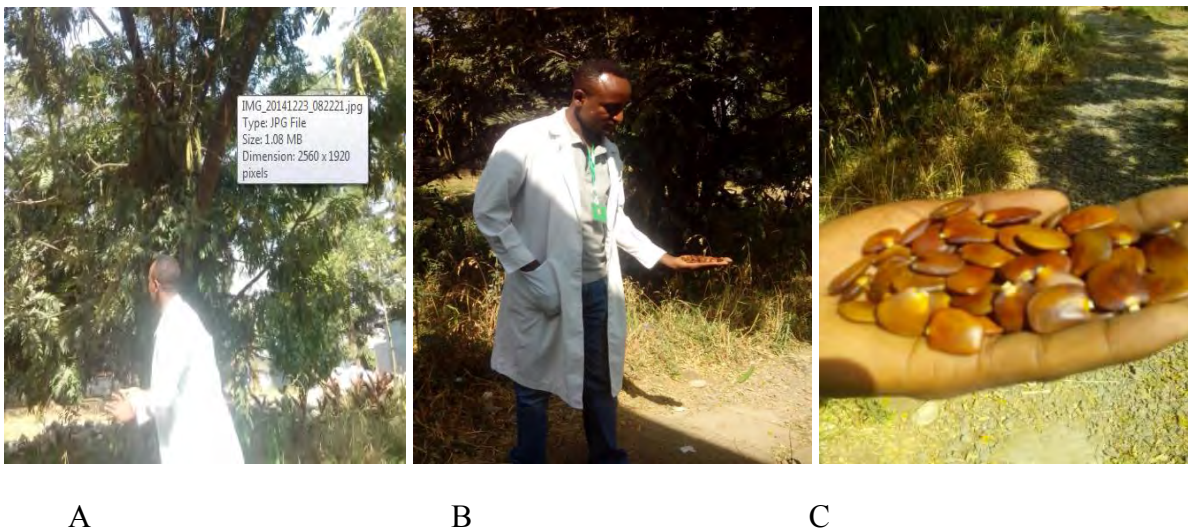 IMG_20141223_082221.jpg
Type: JPG File
Size: 1.08 MB
Dimension: 2560 x 1920
pixels
A B C